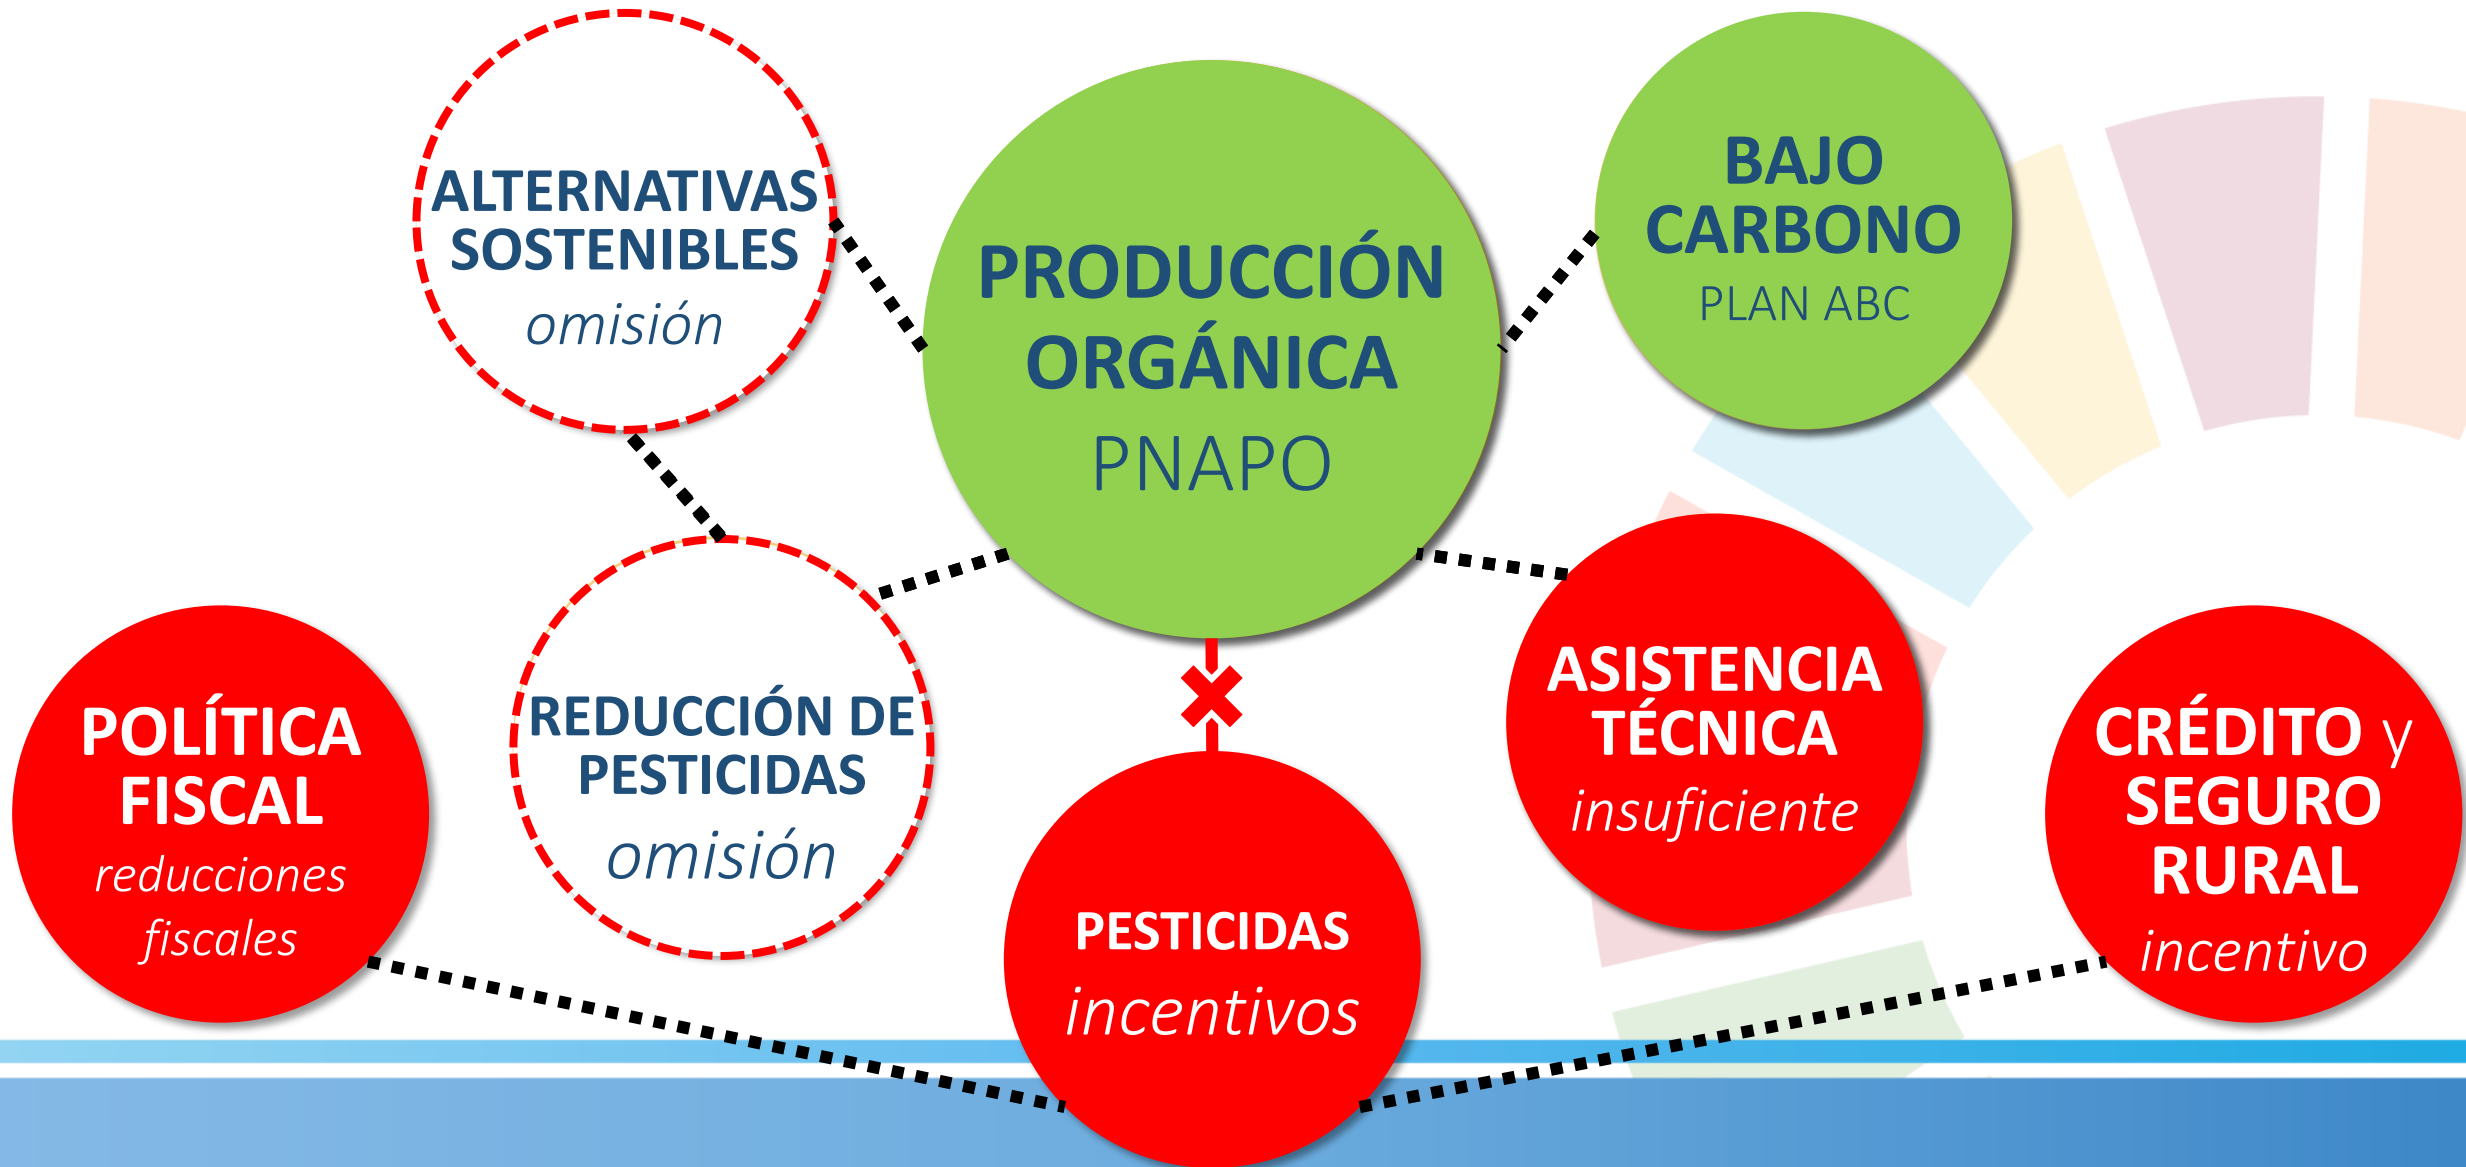 ALTERNATIVAS
SOSTENIBLES
omisión
PRODUCCIÓN
ORGÁNICA
PNAPO
BAJO
CARBONO
PLAN ABC
POLÍTICA
FISCAL
reducciones
fiscales
REDUCCIÓN DE
PESTICIDAS
omisión
PESTICIDAS
incentivos
ASISTENCIA
TÉCNICA
insuficiente
CRÉDITO y
SEGURO
RURAL
incentivo